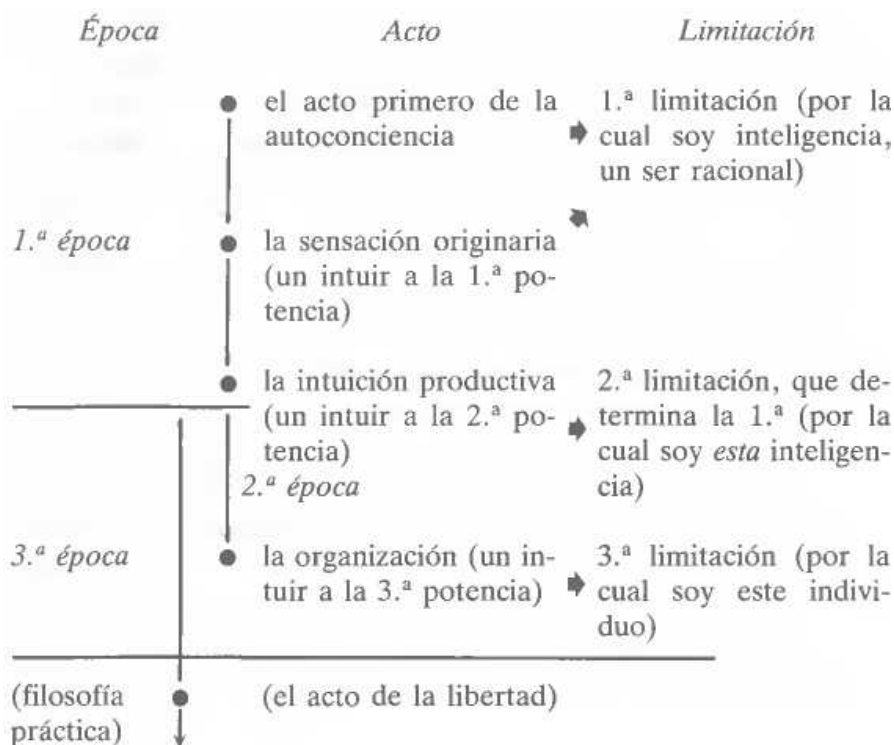 Época Acto Limitación
el acto primero de la
autoconciencia
1.ª limitación (por la
cual soy inteligencia,
un ser racional)
1.ª época
la sensación originaria
(un intuir a la 1.ª po-
tencia)
la intuición productiva
(un intuir a la 2.ª po-
tencia)
2.ª limitación, que de-
termina la 1.ª (por la
cual soy esta inteligen-
cia)
2.ª época
3.ª época
la organización (un in-
tuir a la 3.ª potencia)
3.ª limitación (por la
cual soy este indivi-
duo)
(filosofía
práctica)
(el acto de la libertad)